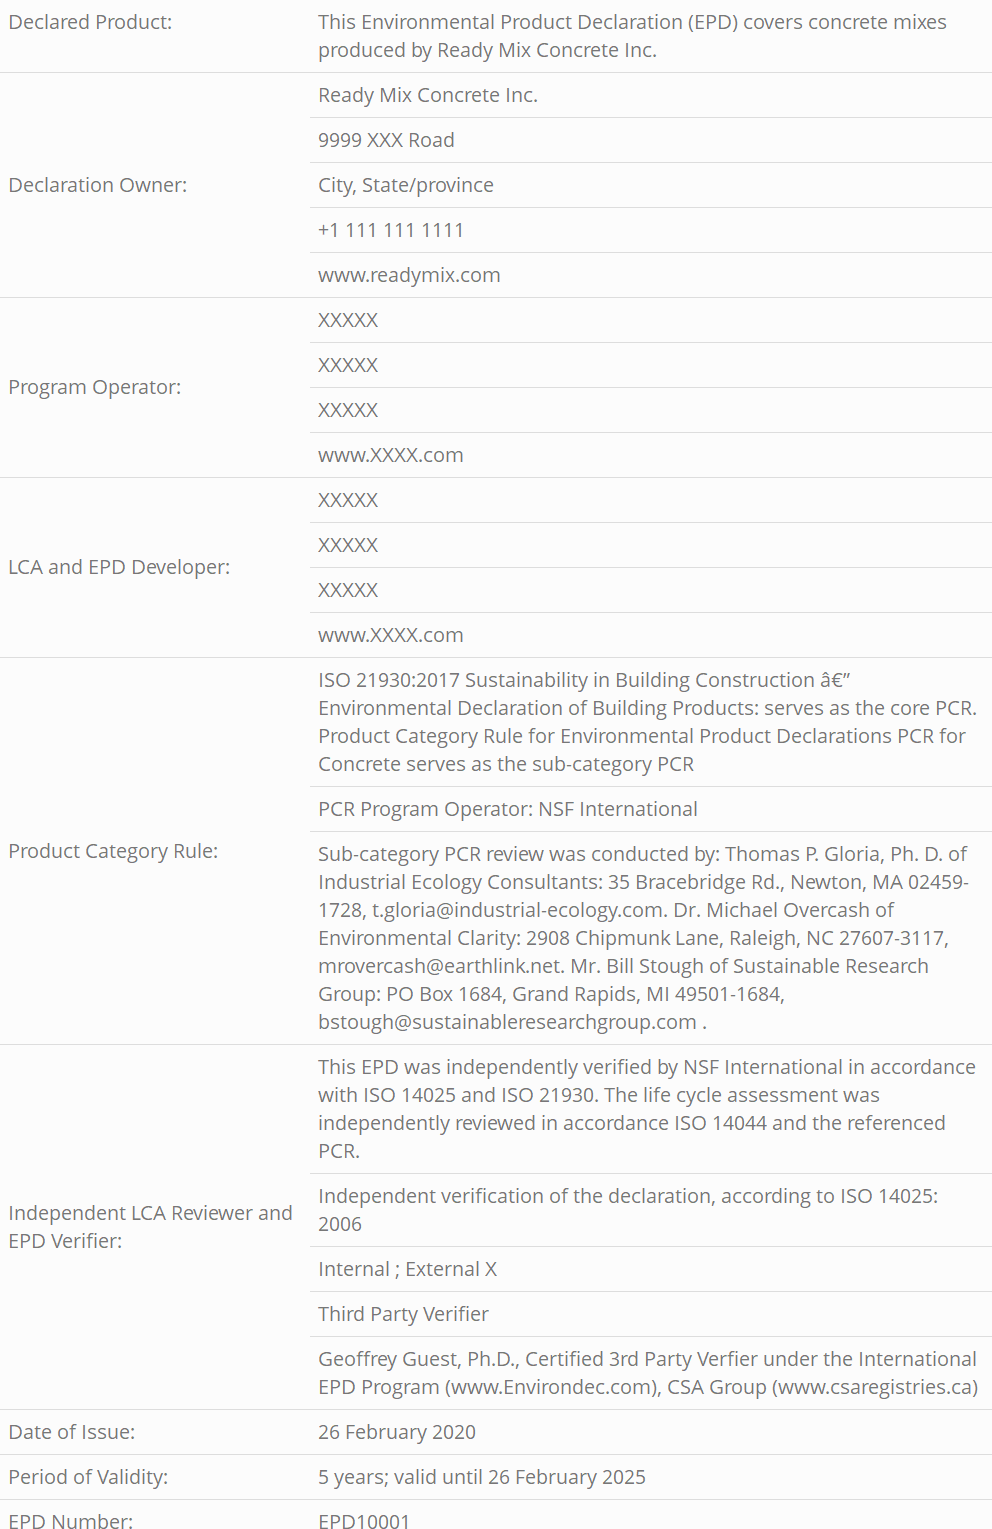 Declared Product:
This Environmental Product Declaration (EPD) covers concrete mixes
produced by Ready Mix Concrete Inc.
Declaration Owner:
Ready Mix Concrete Inc.
9999 XXX Road
City, State/province
+1 111 111 1111
www.readymix.com
Program Operator:
XXXXX
XXXXX
XXXXX
www.XXXX.com
LCA and EPD Developer:
XXXXX
XXXXX
XXXXX
www.XXXX.com
Product Category Rule:
ISO 21930:2017 Sustainability in Building Construction â€”
Environmental Declaration of Building Products: serves as the core PCR.
Product Category Rule for Environmental Product Declarations PCR for
Concrete serves as the sub-category PCR
PCR Program Operator: NSF International
Sub-category PCR review was conducted by: Thomas P. Gloria, Ph. D. of
Industrial Ecology Consultants: 35 Bracebridge Rd., Newton, MA 02459-
1728, t.gloria@industrial-ecology.com. Dr. Michael Overcash of
Environmental Clarity: 2908 Chipmunk Lane, Raleigh, NC 27607-3117,
mrovercash@earthlink.net. Mr. Bill Stough of Sustainable Research
Group: PO Box 1684, Grand Rapids, MI 49501-1684,
bstough@sustainableresearchgroup.com .
Independent LCA Reviewer and
EPD Verifier:
This EPD was independently verified by NSF International in accordance
with ISO 14025 and ISO 21930. The life cycle assessment was
independently reviewed in accordance ISO 14044 and the referenced
PCR.
Independent verification of the declaration, according to ISO 14025:
2006
Internal ; External X
Third Party Verifier
Geoffrey Guest, Ph.D., Certified 3rd Party Verfier under the International
EPD Program (www.Environdec.com), CSA Group (www.csaregistries.ca)
Date of Issue:
26 February 2020
Period of Validity:
5 years; valid until 26 February 2025
EPD Number:
EPD10001